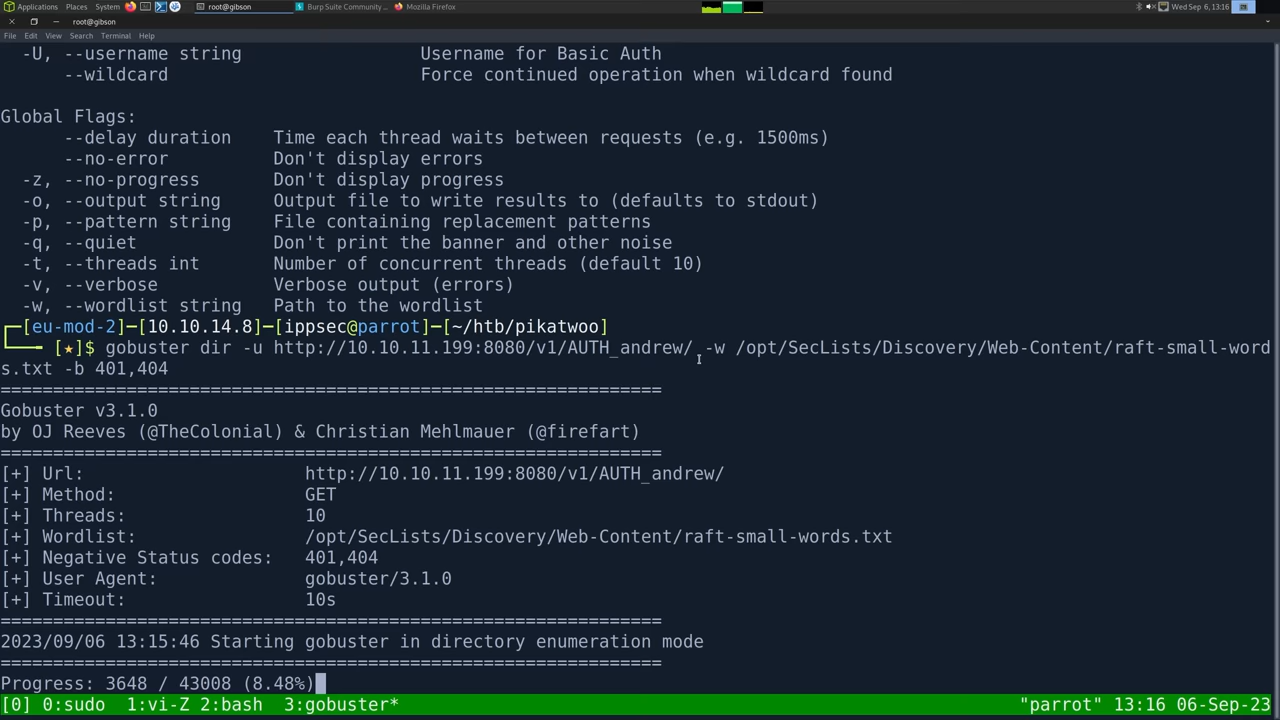 Applications Places System root@gibson Burp Suite Community ... Mozilla Firefox Wed Sep 6, 13:16
root@gibson
File Edit View Search Terminal Help
-U, --username string Username for Basic Auth
--wildcard Force continued operation when wildcard found
Global Flags:
--delay duration Time each thread waits between requests (e.g. 1500ms)
--no-error Don't display errors
-z, --no-progress Don't display progress
-o, --output string Output file to write results to (defaults to stdout)
-p, --pattern string File containing replacement patterns
-q, --quiet Don't print the banner and other noise
-t, --threads int Number of concurrent threads (default 10)
-v, --verbose Verbose output (errors)
-w, --wordlist string Path to the wordlist
┌─[eu-mod-2]─[10.10.14.8]─[ippsec@parrot]─[~/htb/pikatwoo]
└──╼ [★]$ gobuster dir -u http://10.10.11.199:8080/v1/AUTH_andrew/ -w /opt/SecLists/Discovery/Web-Content/raft-small-word
s.txt -b 401,404
===============================================================
Gobuster v3.1.0
by OJ Reeves (@TheColonial) & Christian Mehlmauer (@firefart)
===============================================================
[+] Url: http://10.10.11.199:8080/v1/AUTH_andrew/
[+] Method: GET
[+] Threads: 10
[+] Wordlist: /opt/SecLists/Discovery/Web-Content/raft-small-words.txt
[+] Negative Status codes: 401,404
[+] User Agent: gobuster/3.1.0
[+] Timeout: 10s
===============================================================
2023/09/06 13:15:46 Starting gobuster in directory enumeration mode
===============================================================
Progress: 3648 / 43008 (8.48%)
[0] 0:sudo 1:vi-Z 2:bash 3:gobuster* "parrot" 13:16 06-Sep-23